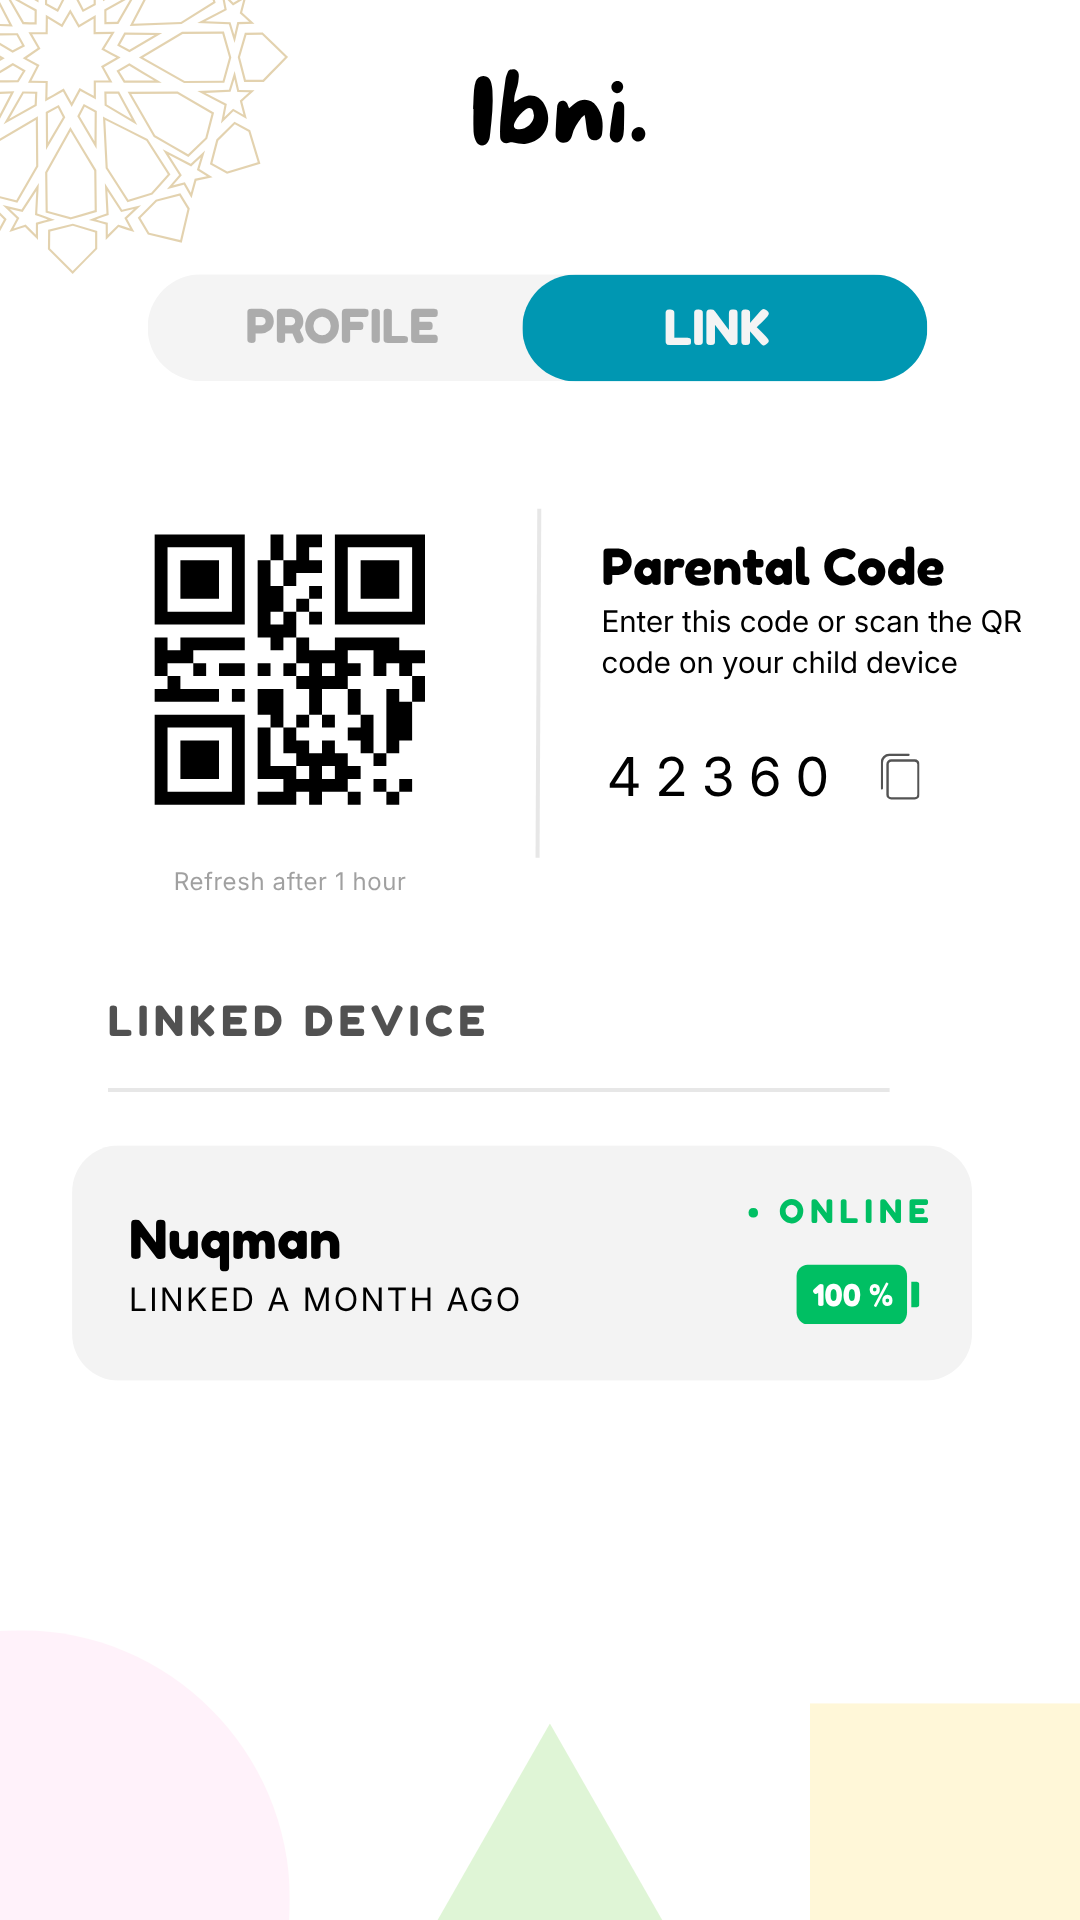 Ibni.
PROFILE
LINK
Parental Code
Enter this code or scan the QR
code on your child device
4 2 3 6 0
Refresh after 1 hour
LINKED DEVICE
• ONLINE
Nuqman
LINKED A MONTH AGO
100 %